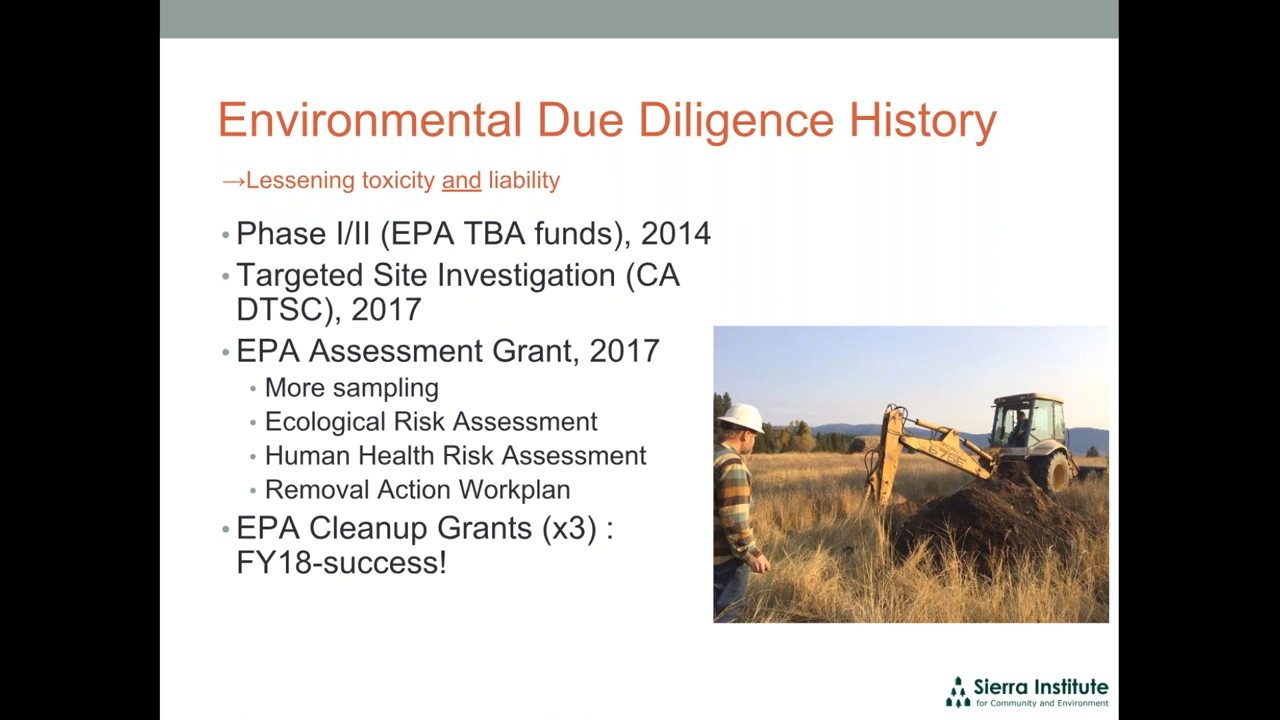 Environmental Due Diligence History
→Lessening toxicity and liability
• Phase I/II (EPA TBA funds), 2014
• Targeted Site Investigation (CA
DTSC), 2017
• EPA Assessment Grant, 2017
• More sampling
• Ecological Risk Assessment
• Human Health Risk Assessment
• Removal Action Workplan
• EPA Cleanup Grants (x3) :
FY18-success!
Sierra Institute
for Community and Environment